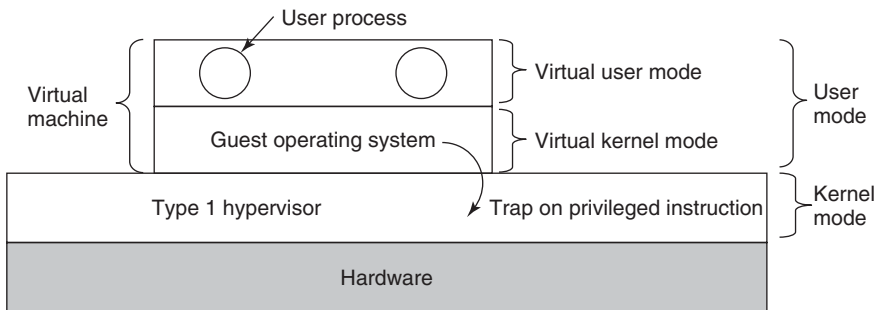 User process
Virtual user mode
Virtual
machine
User
mode
Guest operating system
Virtual kernel mode
Type 1 hypervisor
Trap on privileged instruction
Kernel
mode
Hardware